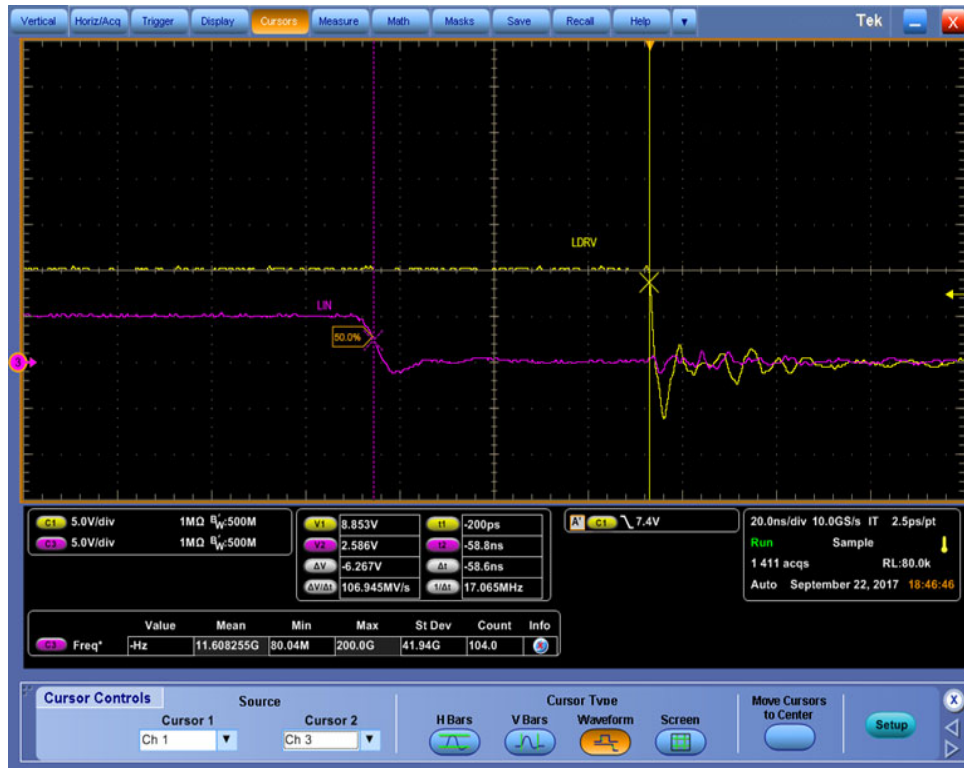 Vertical Horiz/Acq Trigger Display Cursors Measure Math Masks Save Recall Help Tek X
LDRV
LIN
50.0%
3
C1 5.0V/div 1MΩ BW:500M
C3 5.0V/div 1MΩ BW:500M
V1 8.853V t1 -200ps
V2 2.586V t2 -58.8ns
ΔV -6.267V Δt -58.6ns
ΔV/Δt 106.945MV/s 1/Δt 17.065MHz
A' C1 7.4V
20.0ns/div 10.0GS/s IT 2.5ps/pt
Run Sample
1 411 acqs RL:80.0k
Auto September 22, 2017 18:46:46
Value Mean Min Max St Dev Count Info
C3 Freq* -Hz 11.608255G 80.04M 200.0G 41.94G 104.0
Cursor Controls
Source
Cursor 1 Cursor 2
Ch 1 Ch 3
Cursor Type
H Bars V Bars Waveform Screen
Move Cursors
to Center
Setup
X